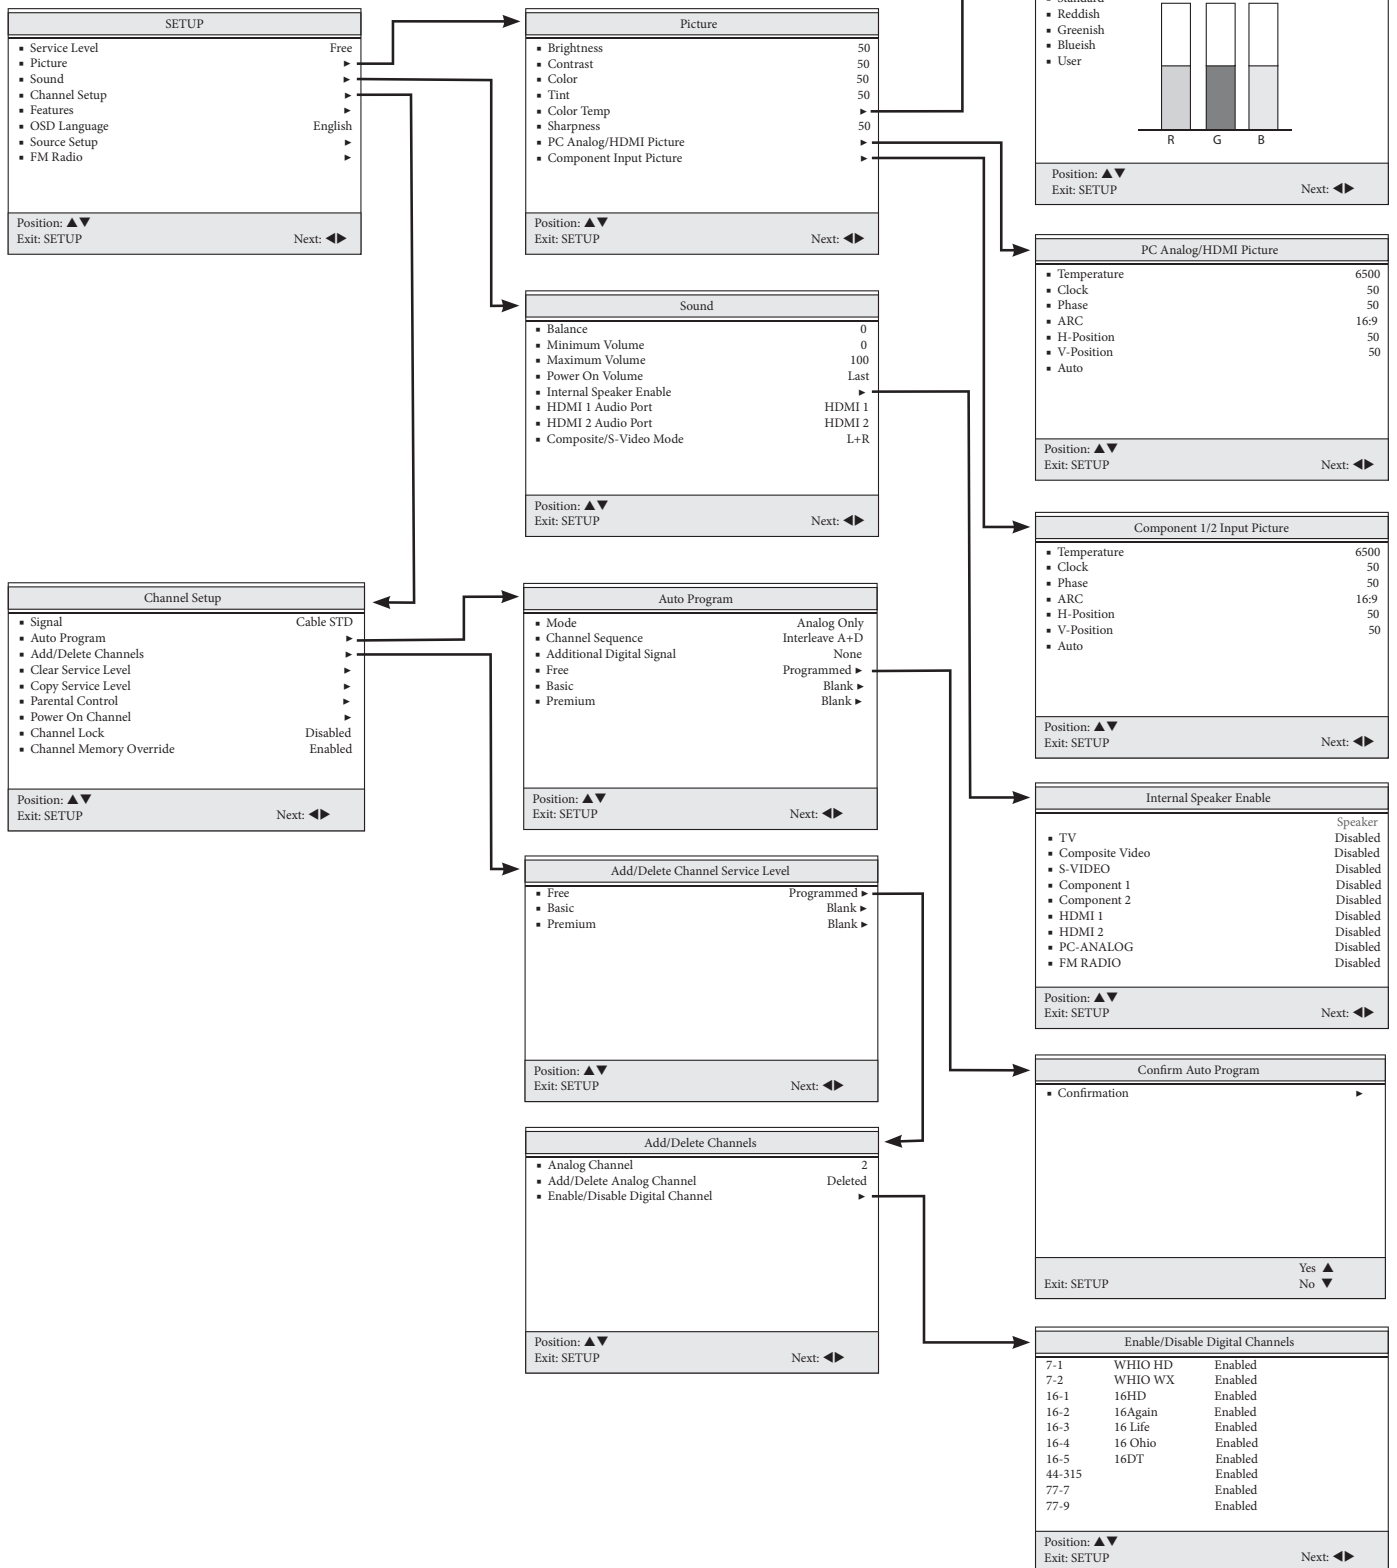 SETUP
Service Level Free
Picture ►
Sound ►
Channel Setup ►
Features ►
OSD Language English
Source Setup ►
FM Radio ►
Position: ▲▼
Exit: SETUP Next: ◄►
Picture
Brightness 50
Contrast 50
Color 50
Tint 50
Color Temp ►
Sharpness 50
PC Analog/HDMI Picture ►
Component Input Picture ►
Position: ▲▼
Exit: SETUP Next: ◄►
Reddish
Greenish
Blueish
User
R G B
Position: ▲▼
Exit: SETUP Next: ◄►
PC Analog/HDMI Picture
Temperature 6500
Clock 50
Phase 50
ARC 16:9
H-Position 50
V-Position 50
Auto
Position: ▲▼
Exit: SETUP Next: ◄►
Sound
Balance 0
Minimum Volume 0
Maximum Volume 100
Power On Volume Last
Internal Speaker Enable ►
HDMI 1 Audio Port HDMI 1
HDMI 2 Audio Port HDMI 2
Composite/S-Video Mode L+R
Position: ▲▼
Exit: SETUP Next: ◄►
Component 1/2 Input Picture
Temperature 6500
Clock 50
Phase 50
ARC 16:9
H-Position 50
V-Position 50
Auto
Position: ▲▼
Exit: SETUP Next: ◄►
Channel Setup
Signal Cable STD
Auto Program ►
Add/Delete Channels ►
Clear Service Level ►
Copy Service Level ►
Parental Control ►
Power On Channel ►
Channel Lock Disabled
Channel Memory Override Enabled
Position: ▲▼
Exit: SETUP Next: ◄►
Auto Program
Mode Analog Only
Channel Sequence Interleave A+D
Additional Digital Signal None
Free Programmed ►
Basic Blank ►
Premium Blank ►
Position: ▲▼
Exit: SETUP Next: ◄►
Internal Speaker Enable
Speaker
TV Disabled
Composite Video Disabled
S-VIDEO Disabled
Component 1 Disabled
Component 2 Disabled
HDMI 1 Disabled
HDMI 2 Disabled
PC-ANALOG Disabled
FM RADIO Disabled
Position: ▲▼
Exit: SETUP Next: ◄►
Add/Delete Channel Service Level
Free Programmed ►
Basic Blank ►
Premium Blank ►
Position: ▲▼
Exit: SETUP Next: ◄►
Confirm Auto Program
Confirmation ►
Yes ▲
Exit: SETUP No ▼
Add/Delete Channels
Analog Channel 2
Add/Delete Analog Channel Deleted
Enable/Disable Digital Channel ►
Position: ▲▼
Exit: SETUP Next: ◄►
Enable/Disable Digital Channels
7-1 WHIO HD Enabled
7-2 WHIO WX Enabled
16-1 16HD Enabled
16-2 16Again Enabled
16-3 16 Life Enabled
16-4 16 Ohio Enabled
16-5 16DT Enabled
44-315 Enabled
77-7 Enabled
77-9 Enabled
Position: ▲▼
Exit: SETUP Next: ◄►